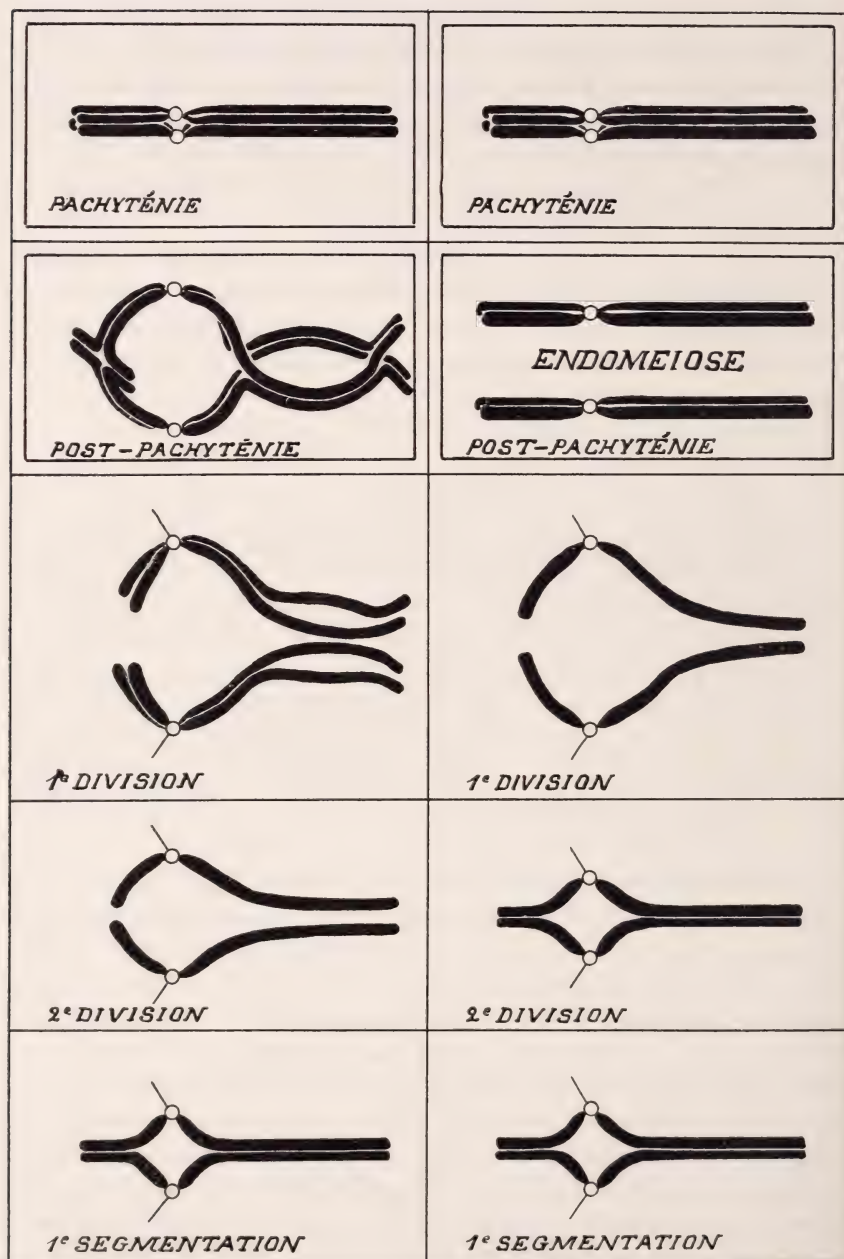 PACHYTÉNIE
PACHYTÉNIE
POST-PACHYTÉNIE
ENDOMEIOSE
POST-PACHYTÉNIE
1e DIVISION
1e DIVISION
2e DIVISION
2e DIVISION
1e SEGMENTATION
1e SEGMENTATION